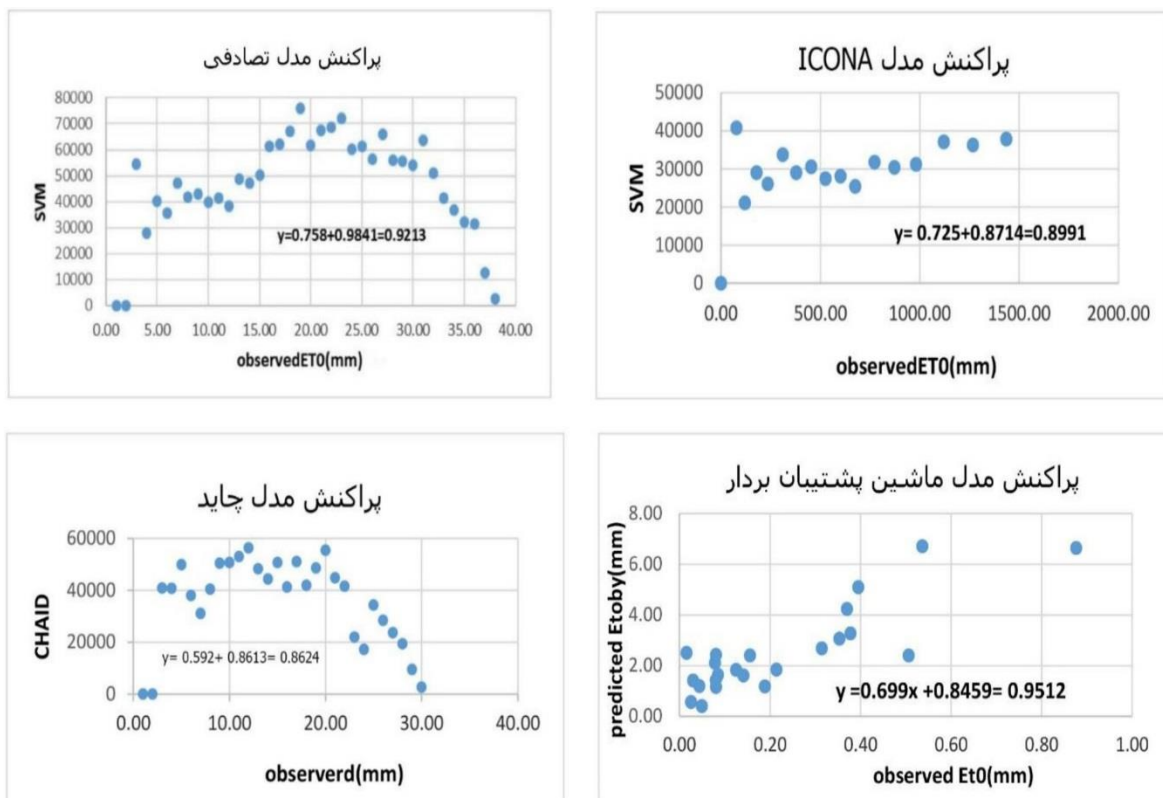 پراکنش مدل تصادفی
80000
70000
60000
50000
40000
30000
20000
10000
0
SVM
y=0.758+0.9841=0.9213
0.00 5.00 10.00 15.00 20.00 25.00 30.00 35.00 40.00
observedET0(mm)
پراکنش مدل ICONA
50000
40000
30000
20000
10000
0
SVM
y= 0.725+0.8714=0.8991
0.00 500.00 1000.00 1500.00 2000.00
observedET0(mm)
پراکنش مدل چاید
60000
40000
20000
0
CHAID
y= 0.592+ 0.8613= 0.8624
0.00 10.00 20.00 30.00 40.00
observerd(mm)
پراکنش مدل ماشین پشتیبان بردار
8.00
6.00
4.00
2.00
0.00
predicted Etoby(mm)
y =0.699x +0.8459= 0.9512
0.00 0.20 0.40 0.60 0.80 1.00
observed Et0(mm)